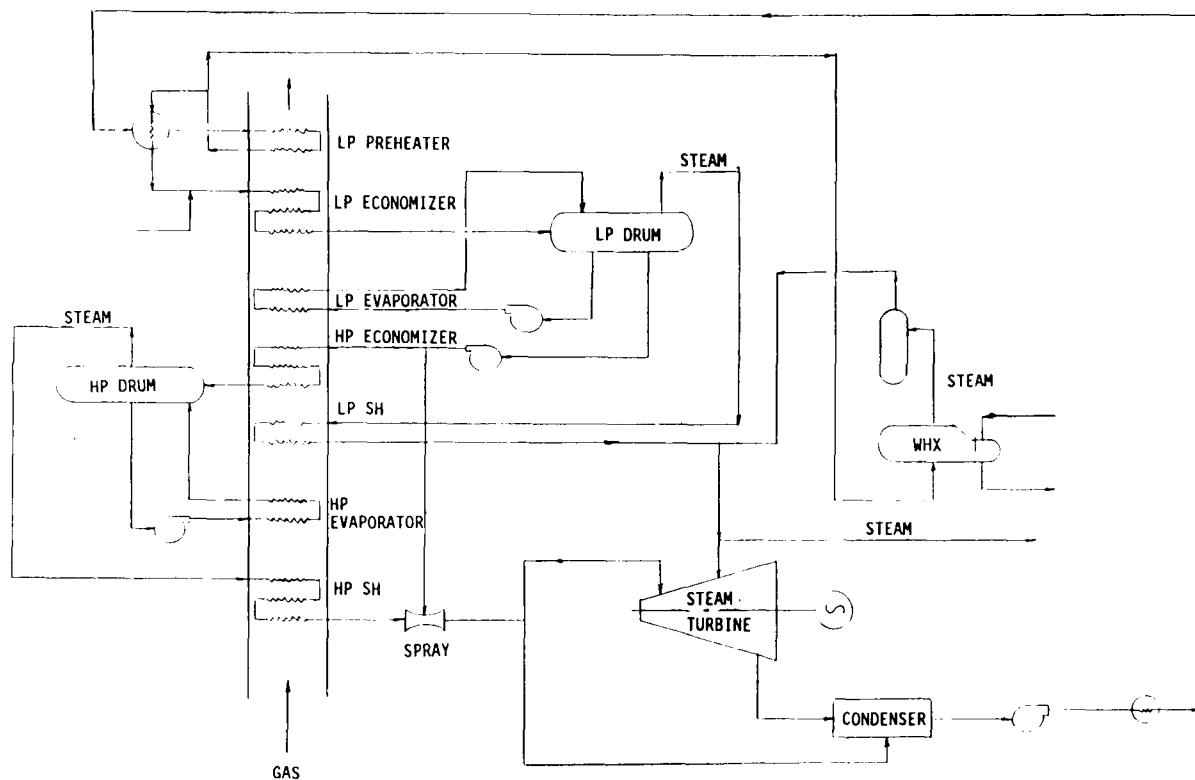 LP PREHEATER
STEAM
LP ECONOMIZER
LP DRUM
LP EVAPORATOR
STEAM
HP ECONOMIZER
HP DRUM
STEAM
LP SH
WHX
HP
EVAPORATOR
STEAM
HP SH
STEAM
TURBINE
S
SPRAY
CONDENSER
GAS